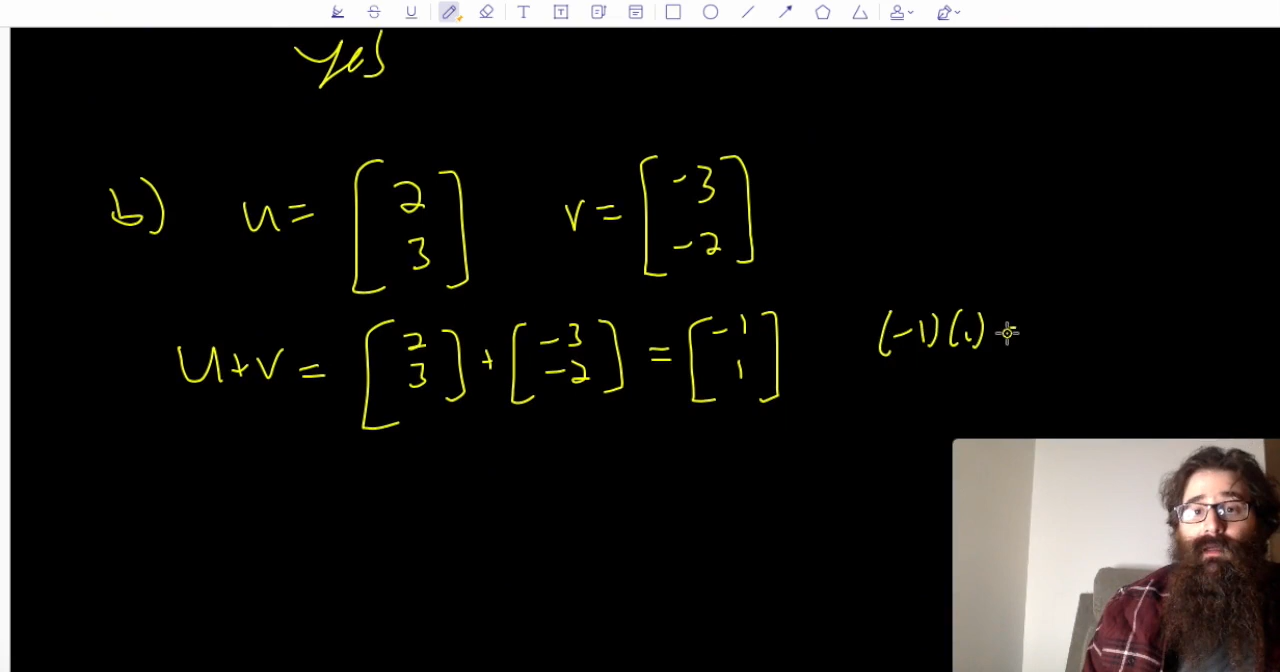 yes
b) u = [2 3] v = [-3 -2]
u+v = [2 3] + [-3 -2] = [-1 1] (-1)(1) =